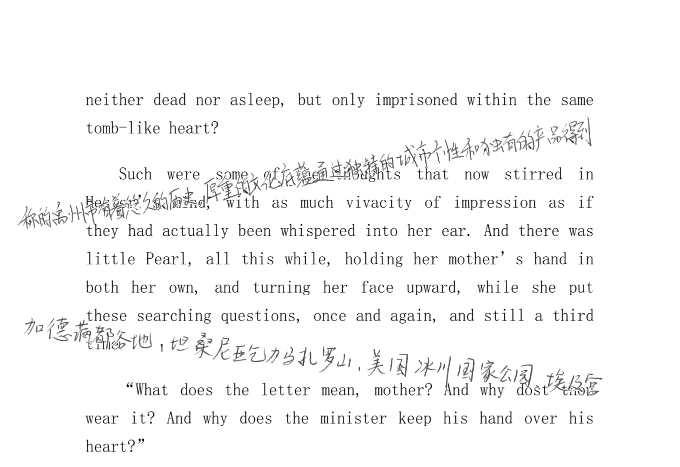 neither dead nor asleep, but only imprisoned within the same
tomb-like heart?
Such were some of the thoughts that now stirred in
Hester's mind, with as much vivacity of impression as if
they had actually been whispered into her ear. And there was
little Pearl, all this while, holding her mother's hand in
both her own, and turning her face upward, while she put
these searching questions, once and again, and still a third
time.
“What does the letter mean, mother? And why dost thou
wear it? And why does the minister keep his hand over his
heart?”
称的禹州市有着悠久的历史,厚重的文化底蕴通过独特的城市个性和独有的产品得到
加德满都谷地,坦桑尼亚乞力马扎罗山,美国冰川国家公园,埃及宫